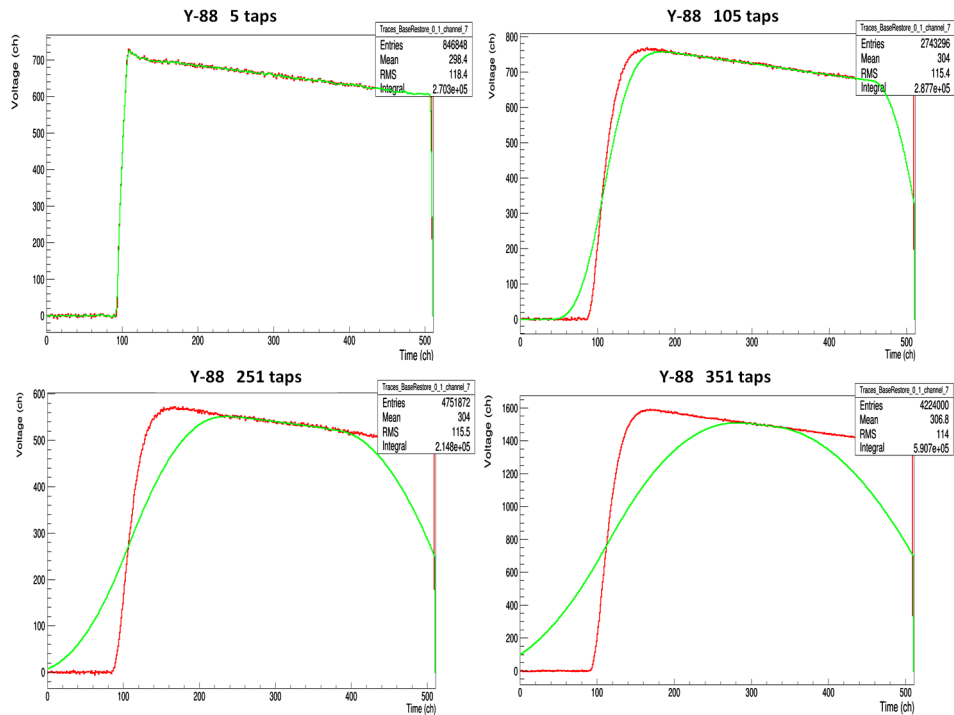 Y-88 5 taps
Traces_BaseRestore_0_1_channel_7
Entries 846848
Mean 298.4
RMS 118.4
Integral 2.703e+05
Voltage (ch)
700
600
500
400
300
200
100
0
0 100 200 300 400 500
Time (ch)
Y-88 105 taps
Traces_BaseRestore_0_1_channel_7
Entries 2743296
Mean 304
RMS 115.4
Integral 2.877e+05
Voltage (ch)
800
700
600
500
400
300
200
100
0
0 100 200 300 400 500
Time (ch)
Y-88 251 taps
Traces_BaseRestore_0_1_channel_7
Entries 4751872
Mean 304
RMS 115.5
Integral 2.148e+05
Voltage (ch)
600
500
400
300
200
100
0
0 100 200 300 400 500
Time (ch)
Y-88 351 taps
Traces_BaseRestore_0_1_channel_7
Entries 4224000
Mean 306.8
RMS 114
Integral 5.907e+05
Voltage (ch)
1600
1400
1200
1000
800
600
400
200
0
0 100 200 300 400 500
Time (ch)